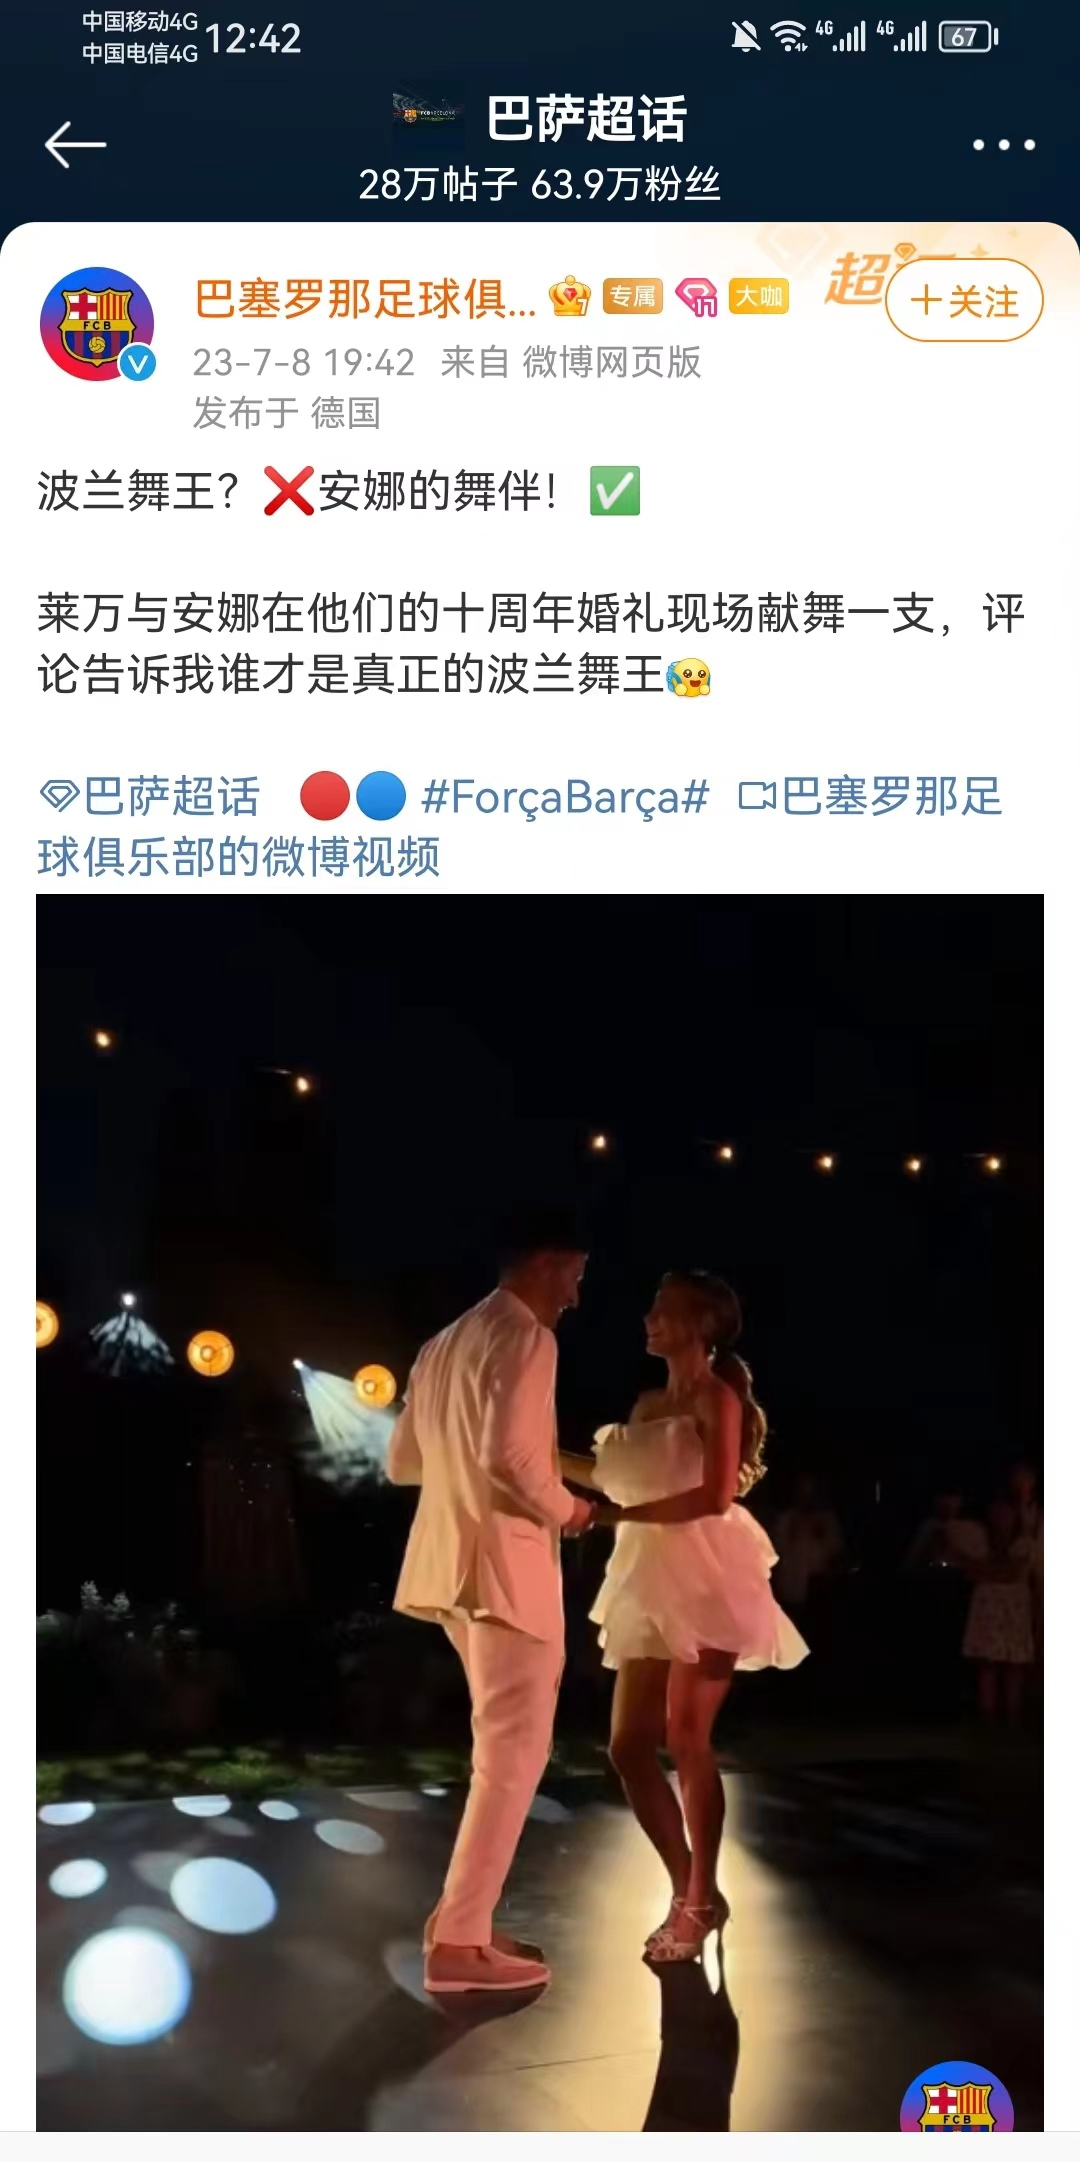 中国移动4G
中国电信4G
12:42
4G
4G
67
巴萨超话
28万帖子 63.9万粉丝
巴塞罗那足球俱...
7
专属
11
大咖
超
+关注
FCB
V
23-7-8 19:42 来自 微博网页版
发布于 德国
波兰舞王？❌安娜的舞伴！✅
莱万与安娜在他们的十周年婚礼现场献舞一支，评
论告诉我谁才是真正的波兰舞王🥳
巴萨超话 🔴🔵 #ForçaBarça# 巴塞罗那足
球俱乐部的微博视频
FCB